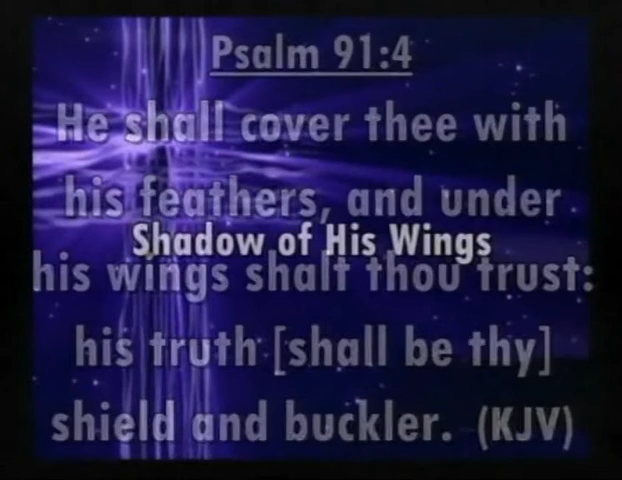 Psalm 91:4
He shall cover thee with
his feathers, and under
Shadow of His Wings
his wings shalt thou trust:
his truth [shall be thy]
shield and buckler. (KJV)